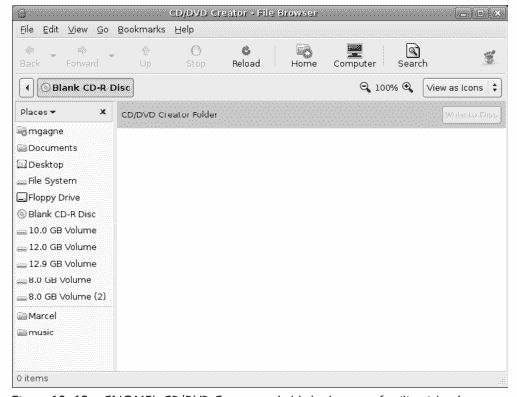 CD/DVD Creator - File Browser
File Edit View Go Bookmarks Help
Back Forward Up Stop Reload Home Computer Search
Blank CD-R Disc 100% View as Icons
Places CD/DVD Creator Folder Write to Disc
mgagne
Documents
Desktop
File System
Floppy Drive
Blank CD-R Disc
10.0 GB Volume
12.0 GB Volume
12.9 GB Volume
8.0 GB Volume
8.0 GB Volume (2)
Marcel
music
0 items